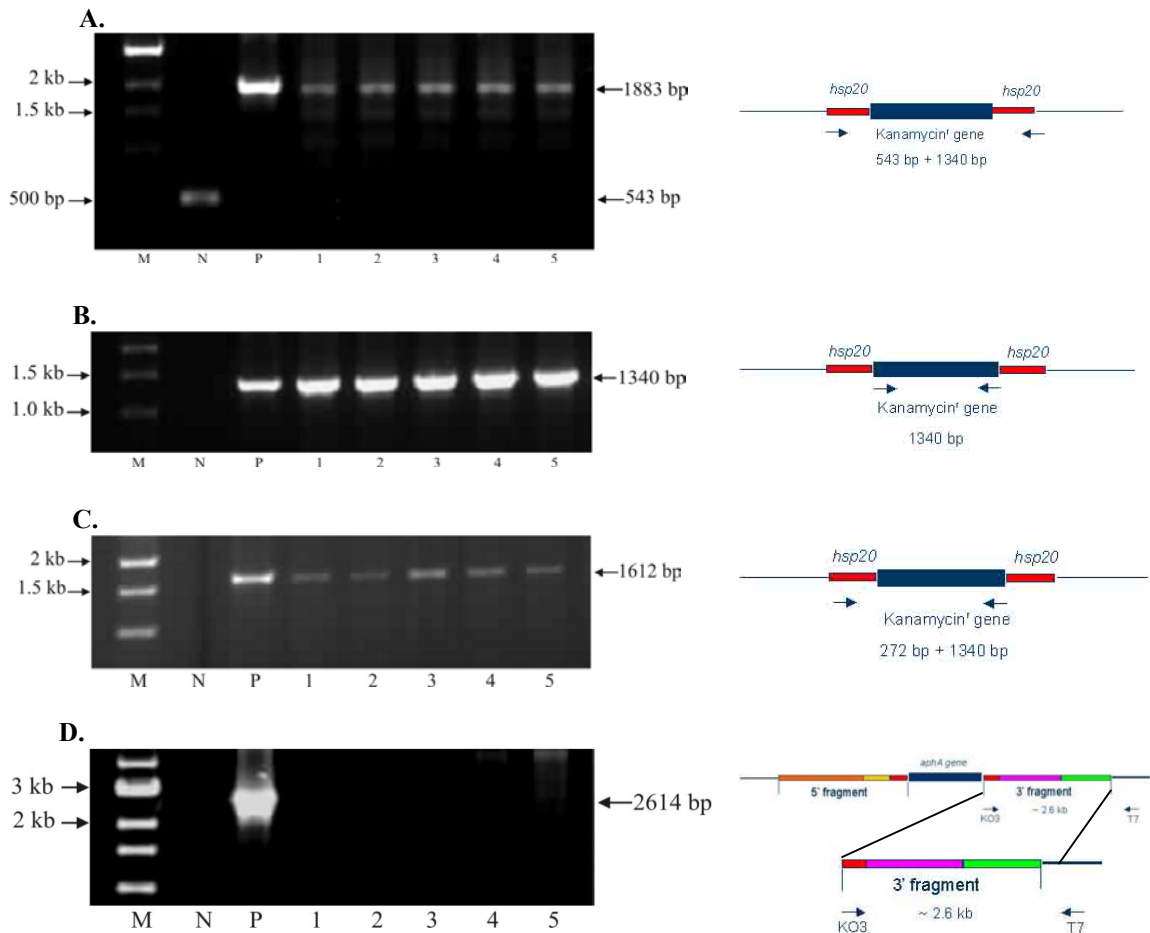 A.
2 kb
1.5 kb
500 bp
1883 bp
543 bp
M N P 1 2 3 4 5
hsp20 hsp20
Kanamycinʳ gene
543 bp + 1340 bp
B.
1.5 kb
1.0 kb
1340 bp
M N P 1 2 3 4 5
hsp20 hsp20
Kanamycinʳ gene
1340 bp
C.
2 kb
1.5 kb
1612 bp
M N P 1 2 3 4 5
hsp20 hsp20
Kanamycinʳ gene
272 bp + 1340 bp
D.
3 kb
2 kb
2614 bp
M N P 1 2 3 4 5
aphA gene
5' fragment 3' fragment
KO3 ~ 2.6 kb T7
3' fragment
~ 2.6 kb
KO3 T7